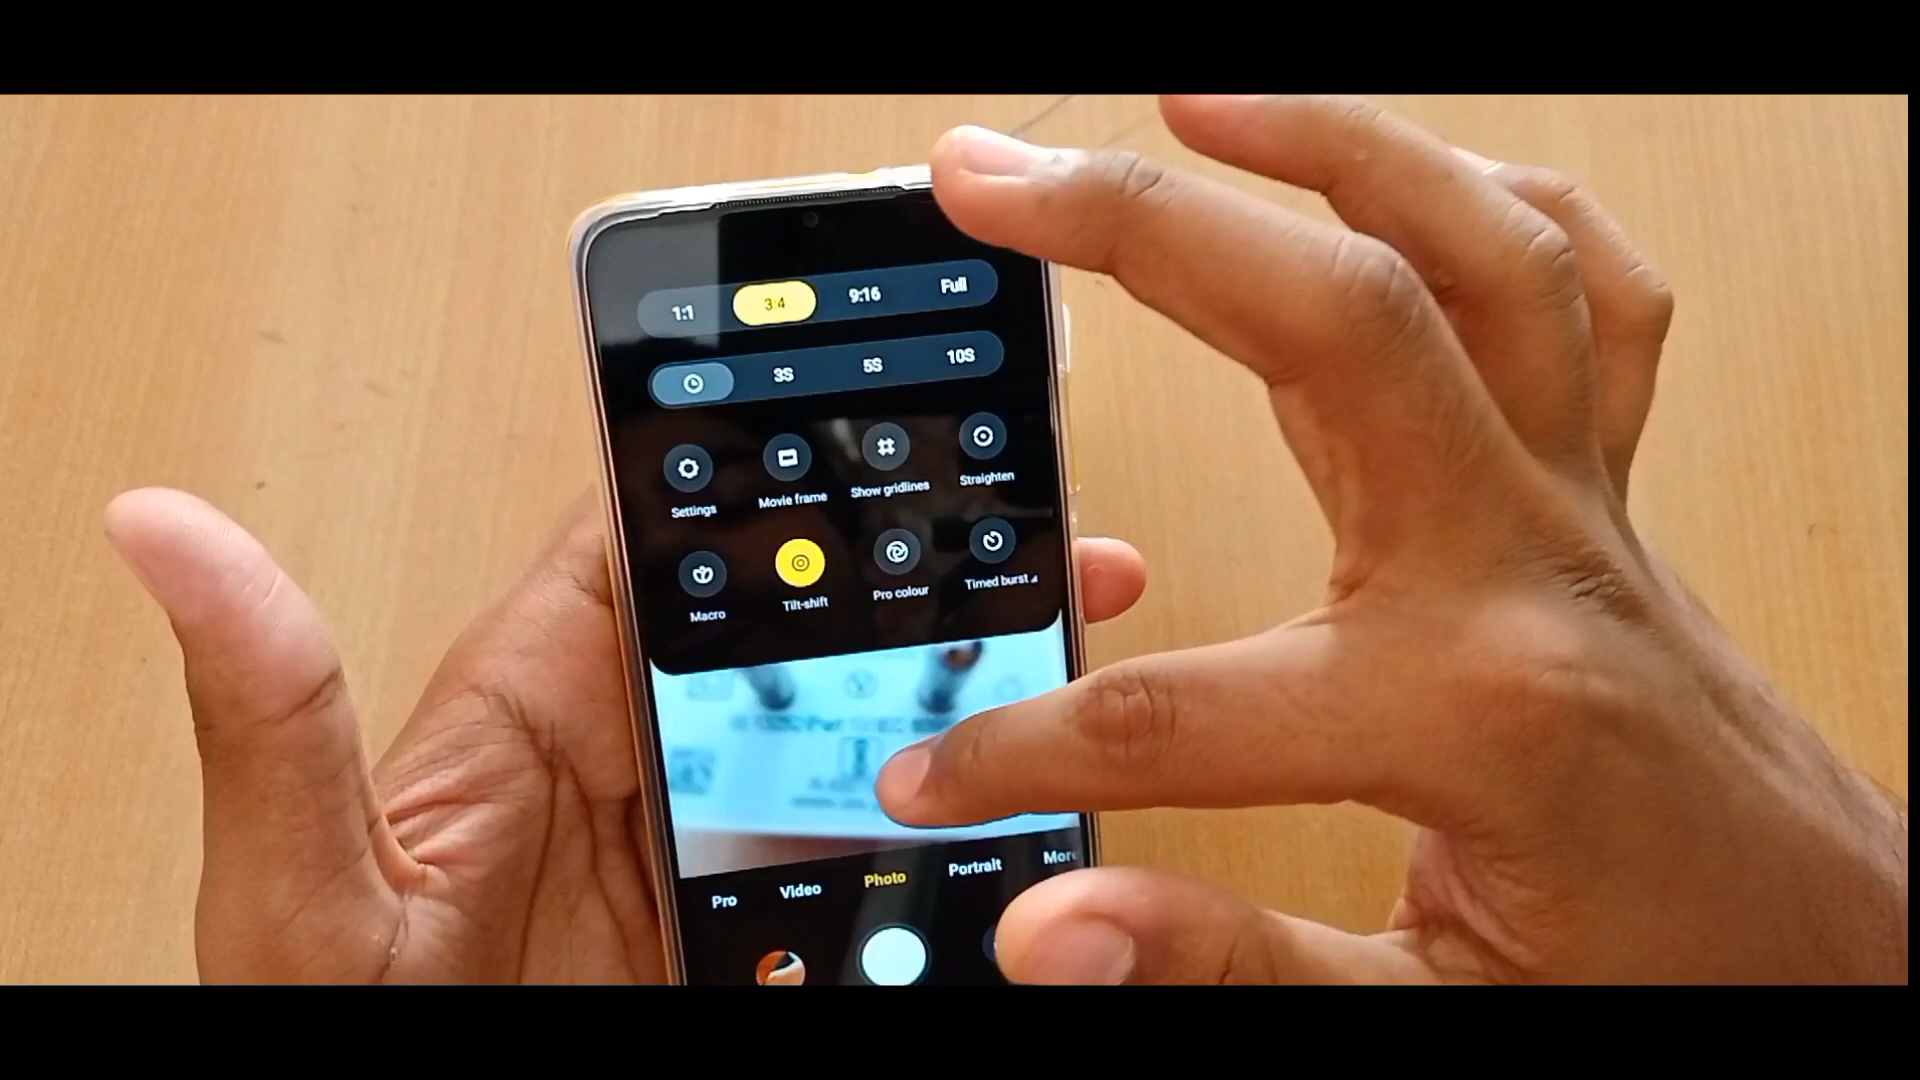 1:1 3:4 9:16 Full
3S 5S 10S
Settings Movie frame Show gridlines Straighten
Macro Tilt-shift Pro colour Timed burst
Pro Video Photo Portrait More